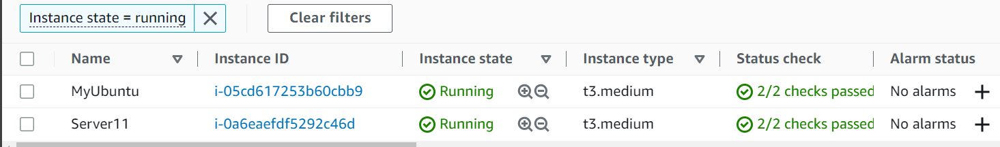 Instance state = running Clear filters
Name Instance ID Instance state Instance type Status check Alarm status
MyUbuntu i-05cd617253b60cbb9 Running t3.medium 2/2 checks passed No alarms +
Server11 i-0a6eaefdf5292c46d Running t3.medium 2/2 checks passed No alarms +